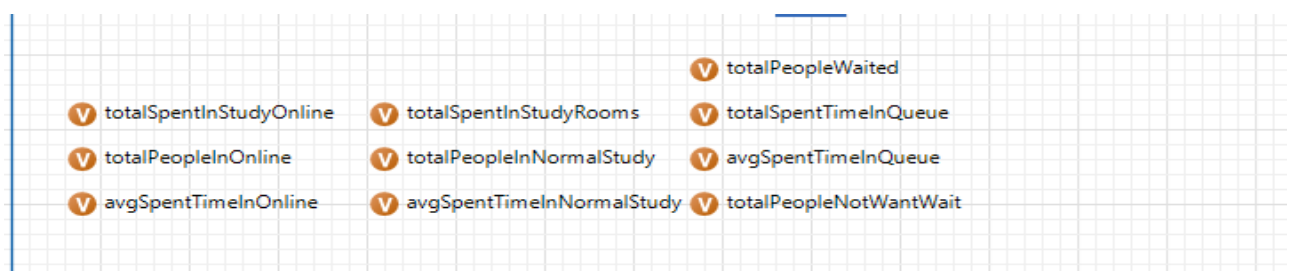 V totalPeopleWaited
V totalSpentInStudyOnline V totalSpentInStudyRooms V totalSpentTimeInQueue
V totalPeopleInOnline V totalPeopleInNormalStudy V avgSpentTimeInQueue
V avgSpentTimeInOnline V avgSpentTimeInNormalStudy V totalPeopleNotWantWait